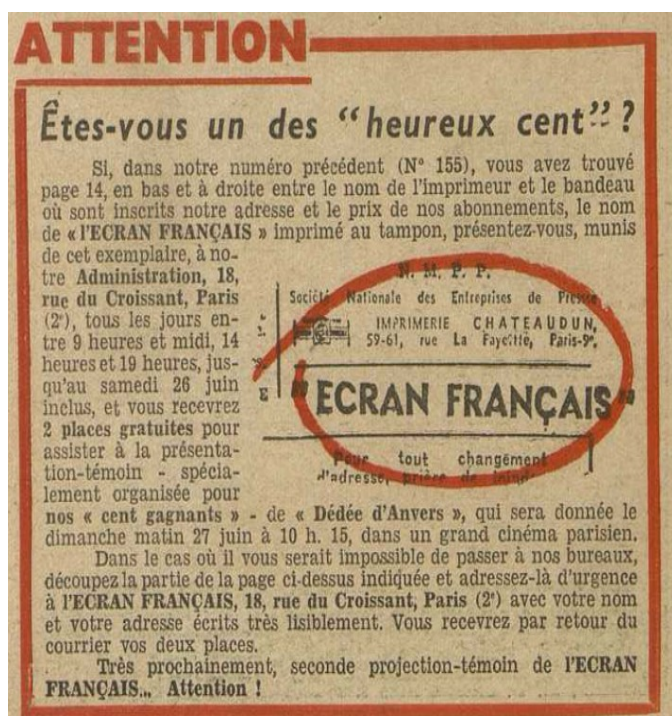 ATTENTION
Êtes-vous un des “heureux cent” ?
Si, dans notre numéro précédent (N° 155), vous avez trouvé
page 14, en bas et à droite entre le nom de l'imprimeur et le bandeau
où sont inscrits notre adresse et le prix de nos abonnements, le nom
de « l'ECRAN FRANÇAIS » imprimé au tampon, présentez-vous, munis
de cet exemplaire, à no-
tre Administration, 18,
rue du Croissant, Paris
(2e), tous les jours en-
tre 9 heures et midi, 14
heures et 19 heures, jus-
qu'au samedi 26 juin
inclus, et vous recevrez
2 places gratuites pour
assister à la présenta-
tion-témoin - spécia-
lement organisée pour
N. M. P. P.
Société Nationale des Entreprises de Presse
IMPRIMERIE CHATEAUDUN,
59-61, rue La Fayette, Paris-9e.
"ECRAN FRANÇAIS"
Pour tout changement
d'adresse, prière de
nos « cent gagnants » - de « Dédée d'Anvers », qui sera donnée le
dimanche matin 27 juin à 10 h. 15, dans un grand cinéma parisien.
Dans le cas où il vous serait impossible de passer à nos bureaux,
découpez la partie de la page ci-dessus indiquée et adressez-là d'urgence
à l'ECRAN FRANÇAIS, 18, rue du Croissant, Paris (2e) avec votre nom
et votre adresse écrits très lisiblement. Vous recevrez par retour du
courrier vos deux places.
Très prochainement, seconde projection-témoin de l'ECRAN
FRANÇAIS... Attention !